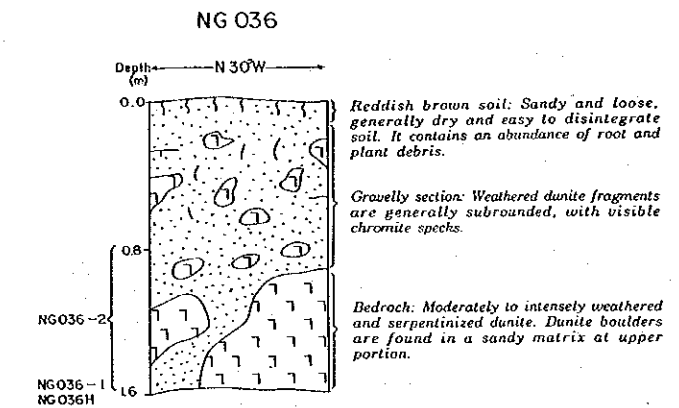 NG 036
Depth
(m)
N 30°W
0.0
Reddish brown soil: Sandy and loose,
generally dry and easy to disintegrate
soil. It contains an abundance of root and
plant debris.
Gravelly section: Weathered dunite fragments
are generally subrounded, with visible
chromite specks.
0.8
NG036-2
Bedroch: Moderately to intensely weathered
and serpentinized dunite. Dunite boulders
are found in a sandy matrix at upper
portion.
NG036-1
NG036H
1.6